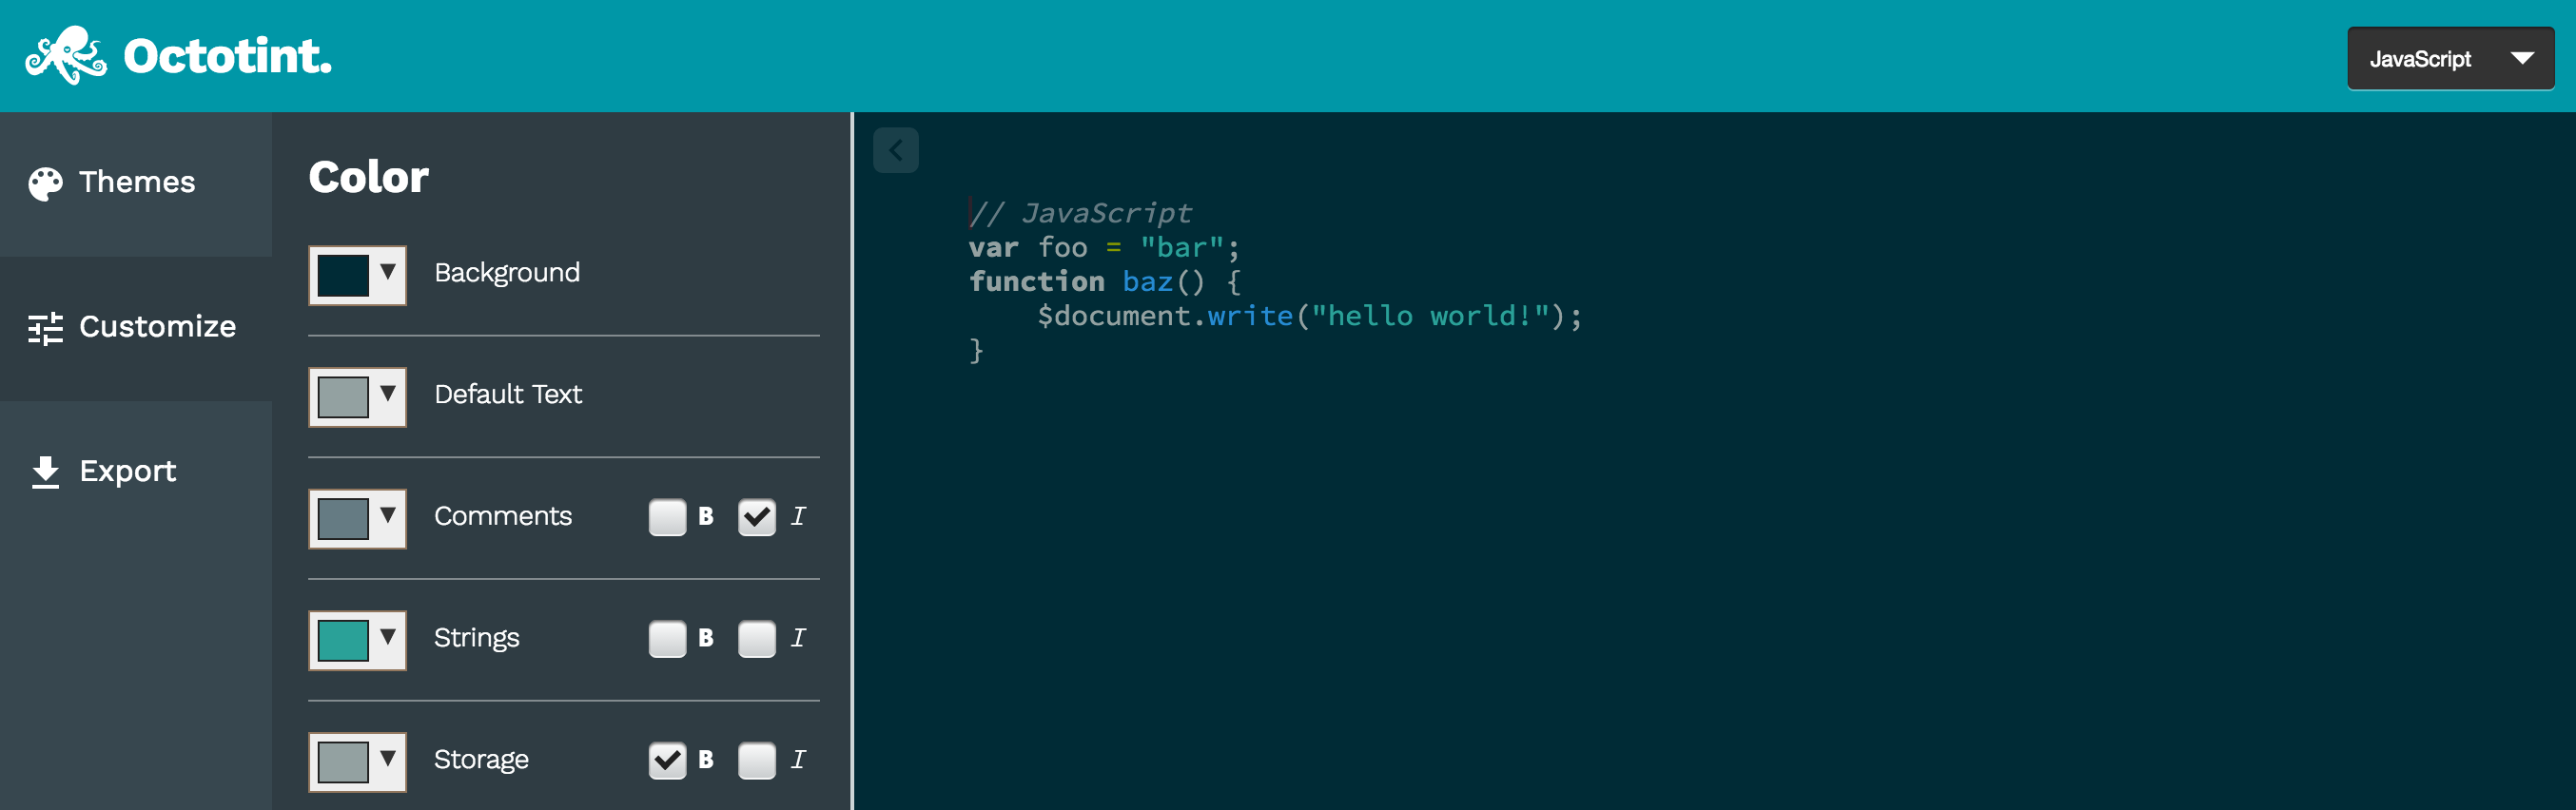 Octotint.
JavaScript
Themes
Customize
Export
Color
Background
Default Text
Comments B I
Strings B I
Storage B I
// JavaScript
var foo = "bar";
function baz() {
    $document.write("hello world!");
}